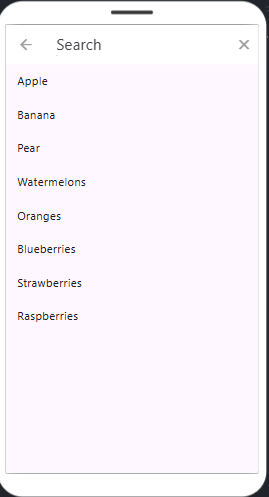 Search
Apple
Banana
Pear
Watermelons
Oranges
Blueberries
Strawberries
Raspberries